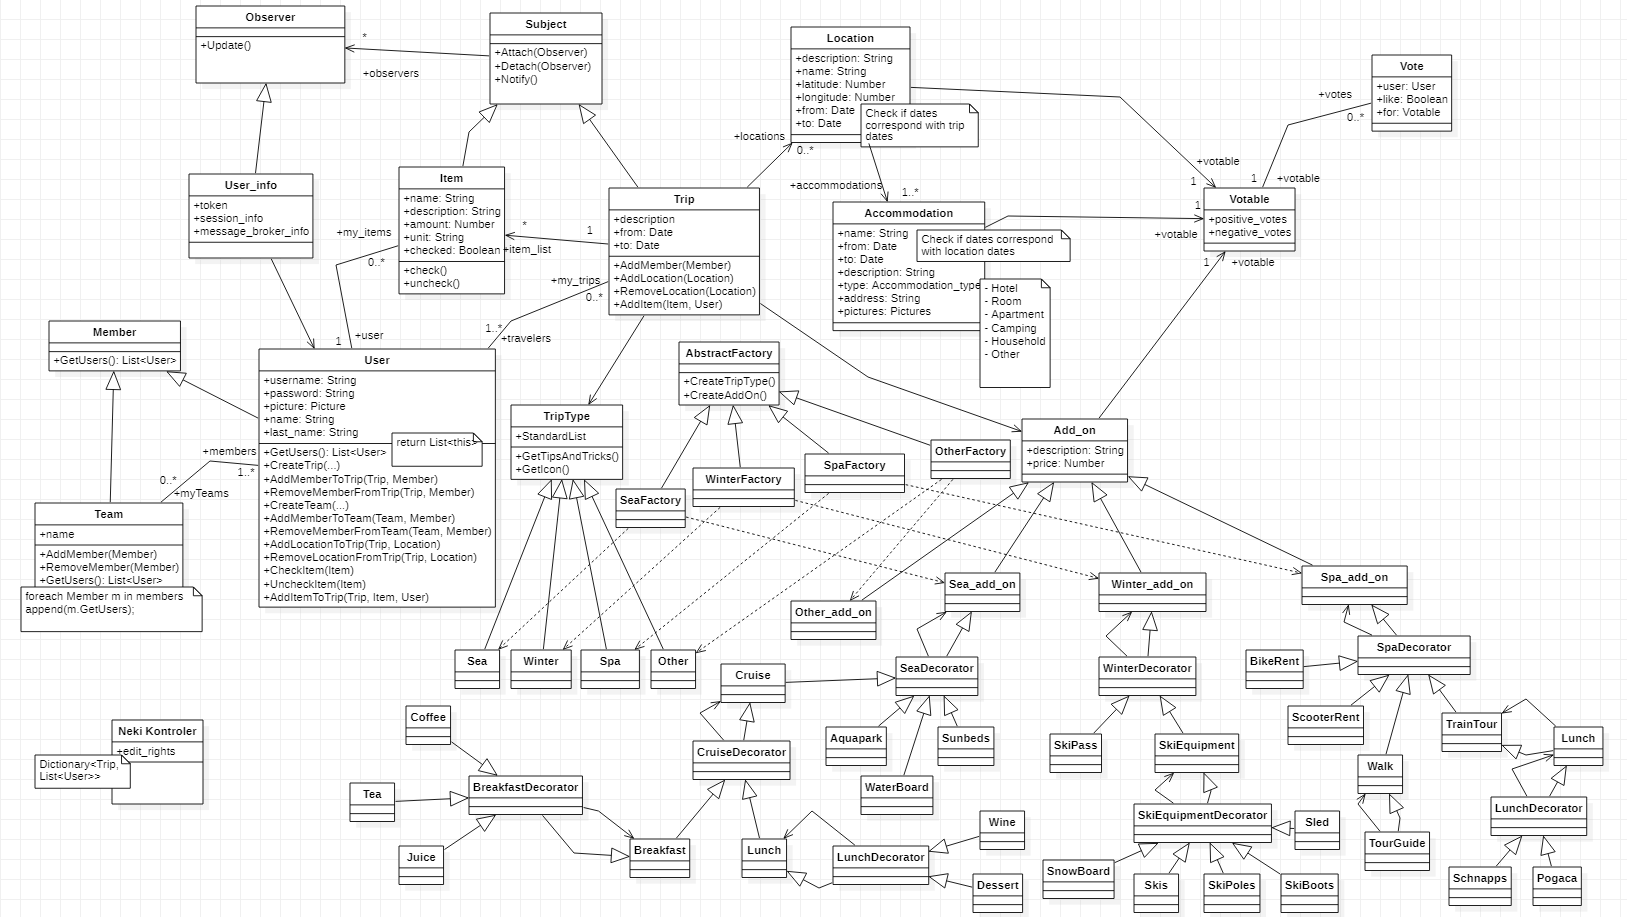 Observer
+Update()
*
+observers
Subject
+Attach(Observer)
+Detach(Observer)
+Notify()
Location
+description: String
+name: String
+latitude: Number
+longitude: Number
+from: Date
+to: Date
Check if dates
correspond with trip
dates
Vote
+user: User
+like: Boolean
+for: Votable
+votes
0..*
+locations
0..*
+votable
1
1
+votable
User_info
+token
+session_info
+message_broker_info
Item
+name: String
+description: String
+amount: Number
+unit: String
+checked: Boolean
+check()
+uncheck()
+my_items
0..*
*
1
+item_list
Trip
+description
+from: Date
+to: Date
+AddMember(Member)
+AddLocation(Location)
+RemoveLocation(Location)
+AddItem(Item, User)
+accommodations
1..*
Accommodation
+name: String
+from: Date
+to: Date
+description: String
+type: Accommodation_type
+address: String
+pictures: Pictures
Check if dates correspond
with location dates
- Hotel
- Room
- Apartment
- Camping
- Household
- Other
Votable
+positive_votes
+negative_votes
1
+votable
1
+votable
+my_trips
0..*
1..*
+travelers
+user
1
Member
+GetUsers(): List<User>
User
+username: String
+password: String
+picture: Picture
+name: String
+last_name: String
return List<this>
+GetUsers(): List<User>
+CreateTrip(...)
+AddMemberToTrip(Trip, Member)
+RemoveMemberFromTrip(Trip, Member)
+CreateTeam(...)
+AddMemberToTeam(Team, Member)
+RemoveMemberFromTeam(Team, Member)
+AddLocationToTrip(Trip, Location)
+RemoveLocationFromTrip(Trip, Location)
+CheckItem(Item)
+UncheckItem(Item)
+AddItemToTrip(Trip, Item, User)
+members
1..*
0..*
+myTeams
Team
+name
+AddMember(Member)
+RemoveMember(Member)
+GetUsers(): List<User>
foreach Member m in members
append(m.GetUsers);
AbstractFactory
+CreateTripType()
+CreateAddOn()
TripType
+StandardList
+GetTipsAndTricks()
+GetIcon()
Add_on
+description: String
+price: Number
SeaFactory
WinterFactory
SpaFactory
OtherFactory
Other_add_on
Sea_add_on
Winter_add_on
Spa_add_on
Sea
Winter
Spa
Other
Cruise
SeaDecorator
WinterDecorator
BikeRent
SpaDecorator
Neki Kontroler
+edit_rights
Dictionary<Trip,
List<User>>
Coffee
CruiseDecorator
Aquapark
Sunbeds
SkiPass
SkiEquipment
ScooterRent
TrainTour
Lunch
Tea
BreakfastDecorator
WaterBoard
Walk
Juice
Breakfast
Lunch
LunchDecorator
Wine
Dessert
SkiEquipmentDecorator
Sled
TourGuide
LunchDecorator
SnowBoard
Skis
SkiPoles
SkiBoots
Schnapps
Pogaca